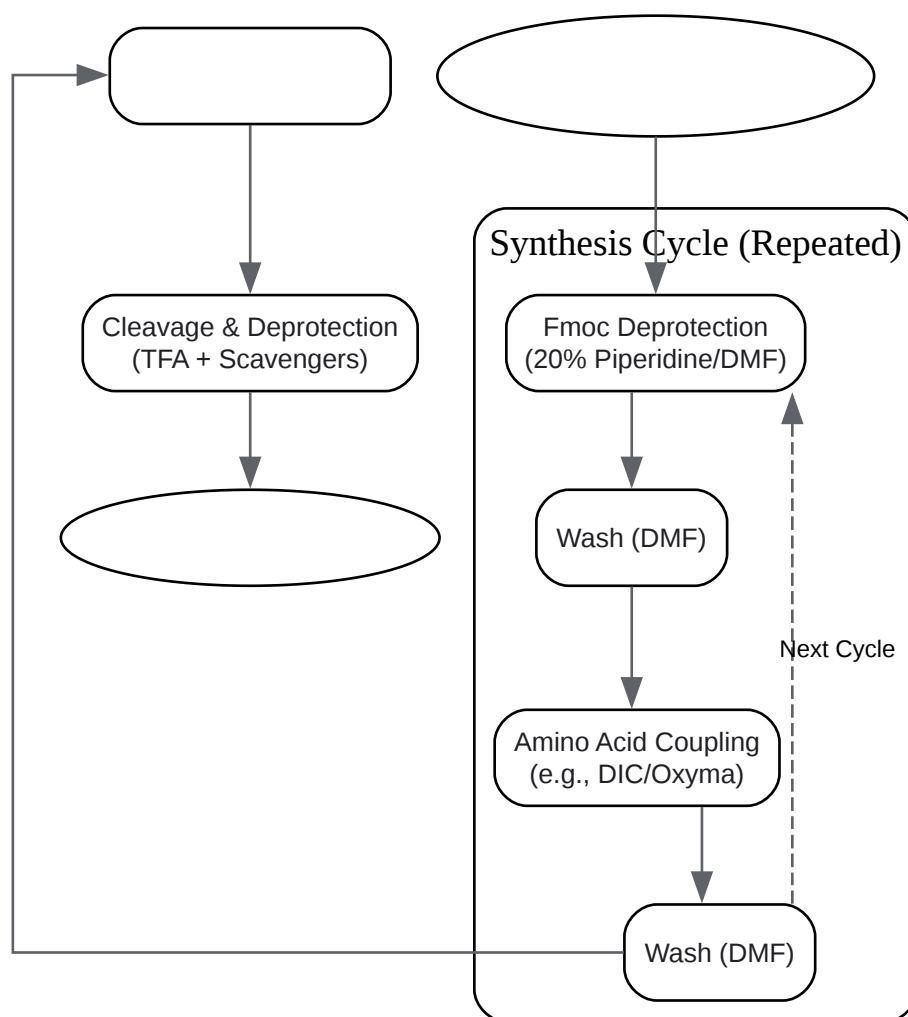 Synthesis Cycle (Repeated)
Cleavage & Deprotection
(TFA + Scavengers)
Fmoc Deprotection
(20% Piperidine/DMF)
Wash (DMF)
Next Cycle
Amino Acid Coupling
(e.g., DIC/Oxyma)
Wash (DMF)